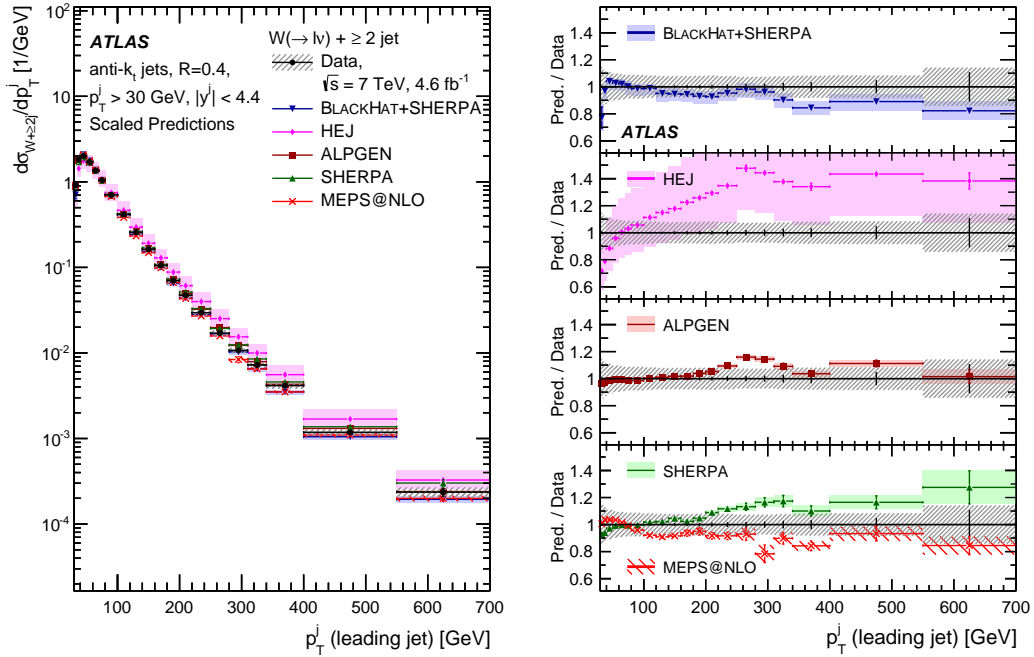 dσ_{W+≥2j}/dp_T^j [1/GeV]
10^2
10
1
10^{-1}
10^{-2}
10^{-3}
10^{-4}
ATLAS
anti-k_t jets, R=0.4,
p_T^j > 30 GeV, |y^j| < 4.4
Scaled Predictions
W(→ lν) + ≥ 2 jet
Data,
√s = 7 TeV, 4.6 fb^{-1}
BLACKHAT+SHERPA
HEJ
ALPGEN
SHERPA
MEPS@NLO
100 200 300 400 500 600 700
p_T^j (leading jet) [GeV]
Pred. / Data
1.4
1.2
1
0.8
0.6
BLACKHAT+SHERPA
ATLAS
Pred. / Data
1.4
1.2
1
0.8
0.6
HEJ
Pred. / Data
1.4
1.2
1
0.8
0.6
ALPGEN
Pred. / Data
1.4
1.2
1
0.8
0.6
SHERPA
MEPS@NLO
100 200 300 400 500 600 700
p_T^j (leading jet) [GeV]